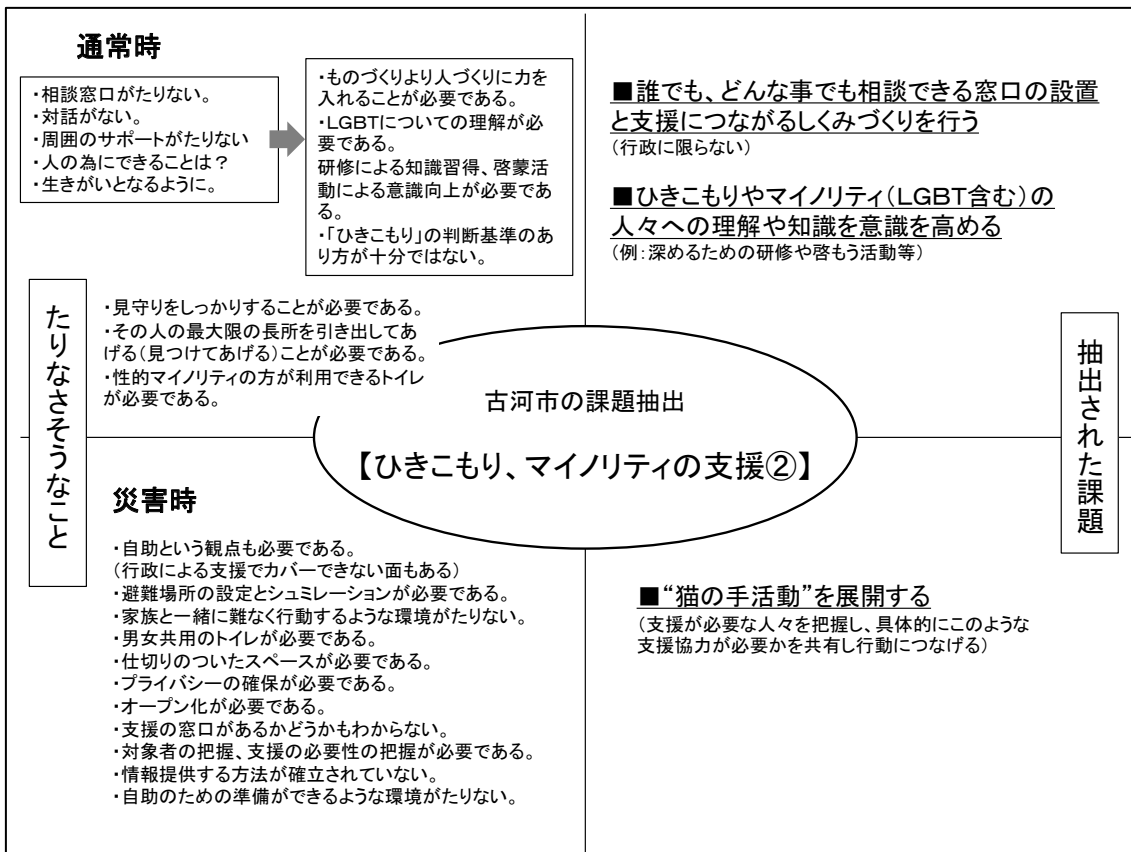 通常時
・相談窓口がたりない。
・対話がない。
・周囲のサポートがたりない
・人の為にできることは？
・生きがいとなるように。
・ものづくりより人づくりに力を
入れることが必要である。
・LGBTについての理解が必
要である。
研修による知識習得、啓蒙活
動による意識向上が必要であ
る。
・「ひきこもり」の判断基準のあ
り方が十分ではない。
■誰でも、どんな事でも相談できる窓口の設置
と支援につながるしくみづくりを行う
（行政に限らない）
■ひきこもりやマイノリティ（LGBT含む）の
人々への理解や知識を意識を高める
（例：深めるための研修や啓もう活動等）
たりなさそうなこと
・見守りをしっかりすることが必要である。
・その人の最大限の長所を引き出してあ
げる（見つけてあげる）ことが必要である。
・性的マイノリティの方が利用できるトイレ
が必要である。
古河市の課題抽出
【ひきこもり、マイノリティの支援②】
抽出された課題
災害時
・自助という観点も必要である。
（行政による支援でカバーできない面もある）
・避難場所の設定とシュミレーションが必要である。
・家族と一緒に難なく行動するような環境がたりない。
・男女共用のトイレが必要である。
・仕切りのついたスペースが必要である。
・プライバシーの確保が必要である。
・オープン化が必要である。
・支援の窓口があるかどうかもわからない。
・対象者の把握、支援の必要性の把握が必要である。
・情報提供する方法が確立されていない。
・自助のための準備ができるような環境がたりない。
■“猫の手活動”を展開する
（支援が必要な人々を把握し、具体的にこのような
支援協力が必要かを共有し行動につなげる）